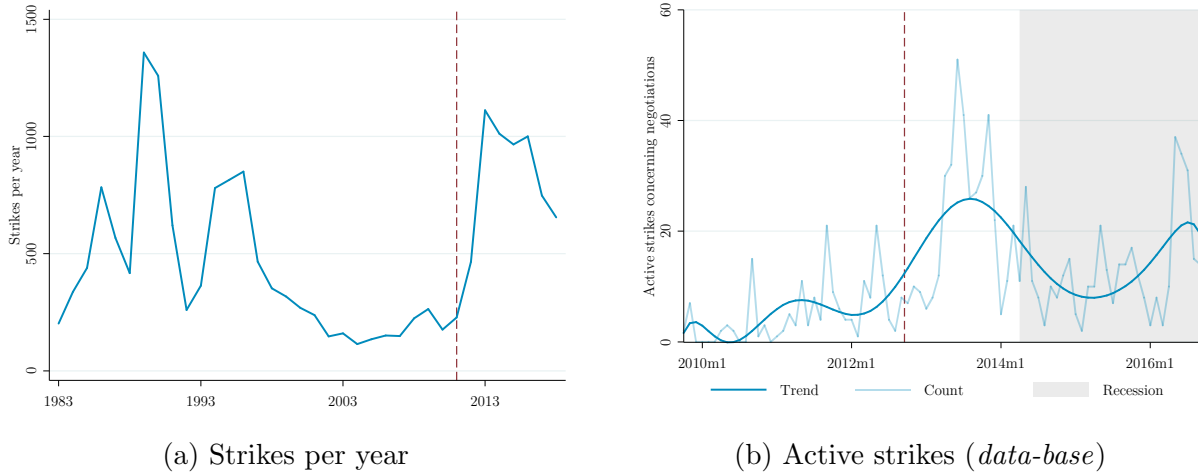 Strikes per year
1500
1000
500
0
1983 1993 2003 2013
(a) Strikes per year
Active strikes concerning negotiations
60
40
20
0
2010m1 2012m1 2014m1 2016m1
Trend Count Recession
(b) Active strikes (data-base)